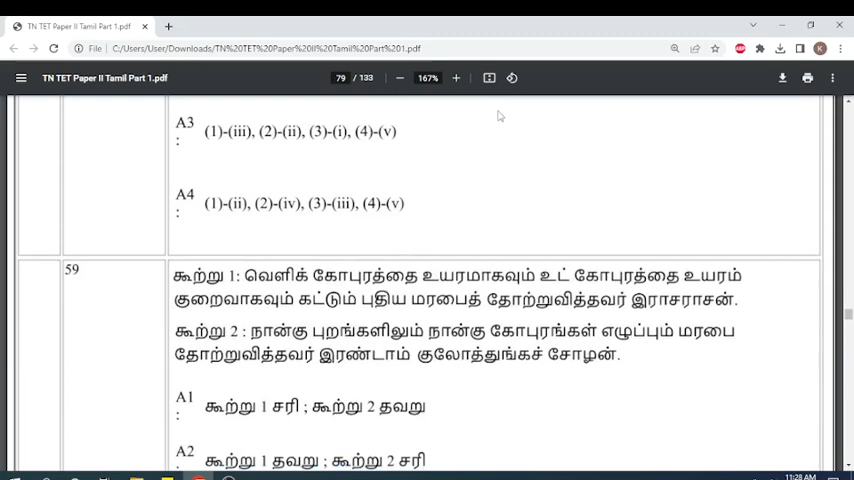 TN TET Paper II Tamil Part 1.pdf
File
C:/Users/User/Downloads/TN%20TET%20Paper%20II%20Tamil%20Part%201.pdf
ABP
K
TN TET Paper II Tamil Part 1.pdf
79 / 133
167%
A3 : (1)-(iii), (2)-(ii), (3)-(i), (4)-(v)
A4 : (1)-(ii), (2)-(iv), (3)-(iii), (4)-(v)
59
கூற்று 1: வெளிக் கோபுரத்தை உயரமாகவும் உட் கோபுரத்தை உயரம்
குறைவாகவும் கட்டும் புதிய மரபைத் தோற்றுவித்தவர் இராசராசன்.
கூற்று 2 : நான்கு புறங்களிலும் நான்கு கோபுரங்கள் எழுப்பும் மரபை
தோற்றுவித்தவர் இரண்டாம் குலோத்துங்கச் சோழன்.
A1 : கூற்று 1 சரி ; கூற்று 2 தவறு
A2 : கூற்று 1 தவறு ; கூற்று 2 சரி
11:28 AM